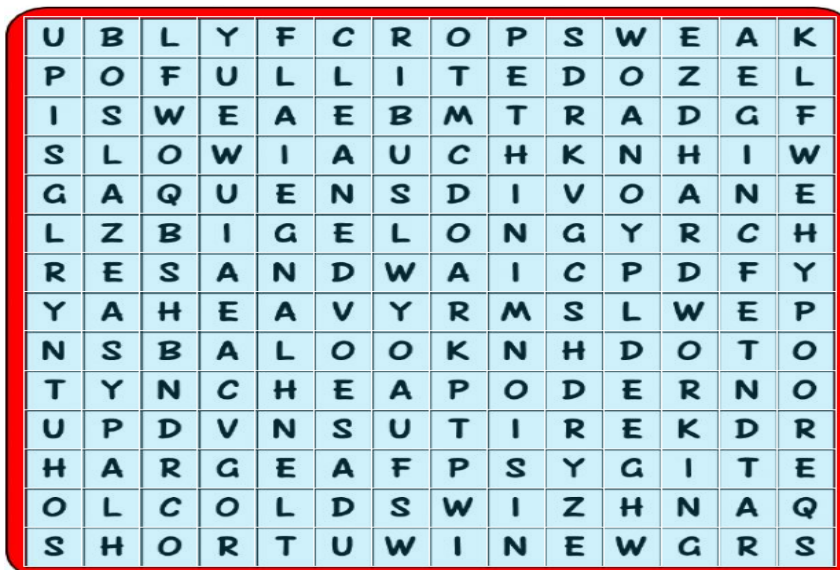 U B L Y F C R O P S W E A K
P O F U L L I T E D O Z E L
I S W E A E B M T R A D G F
S L O W I A U C H K N H I W
G A Q U E N S D I V O A N E
L Z B I G E L O N G Y R C H
R E S A N D W A I C P D F Y
Y A H E A V Y R M S L W E P
N S B A L O O K N H D O T O
T Y N C H E A P O D E R N O
U P D V N S U T I R E K D R
H A R G E A F P S Y G I T E
O L C O L D S W I Z H N A Q
S H O R T U W I N E W G R S